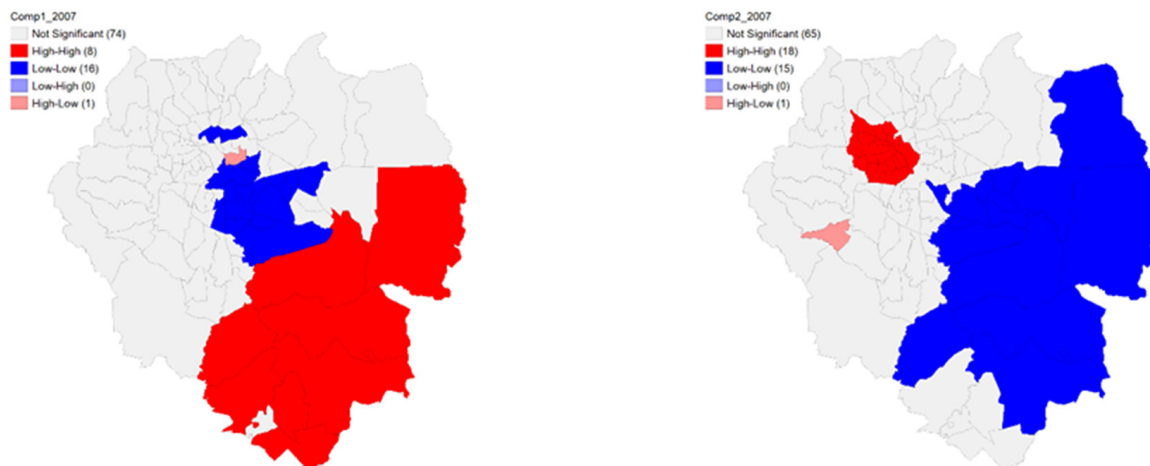 Comp1_2007
Not Significant (74)
High-High (8)
Low-Low (16)
Low-High (0)
High-Low (1)
Comp2_2007
Not Significant (65)
High-High (18)
Low-Low (15)
Low-High (0)
High-Low (1)